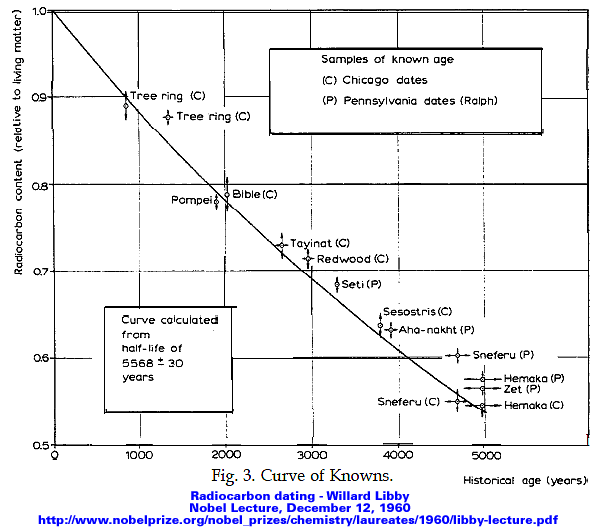 Radiocarbon content (relative to living matter)
1.0
0.9
0.8
0.7
0.6
0.5
Samples of known age
(C) Chicago dates
(P) Pennsylvania dates (Ralph)
Tree ring (C)
Tree ring (C)
Pompei
Bible (C)
Tayinat (C)
Redwood (C)
Seti (P)
Sesostris (C)
Aha-nakht (P)
Sneferu (P)
Hemaka (P)
Zet (P)
Sneferu (C)
Hemaka (C)
Curve calculated
from
half-life of
5568 ± 30
years
0 1000 2000 3000 4000 5000
Historical age (years)
Fig. 3. Curve of Knowns.
Radiocarbon dating - Willard Libby
Nobel Lecture, December 12, 1960
http://www.nobelprize.org/nobel_prizes/chemistry/laureates/1960/libby-lecture.pdf